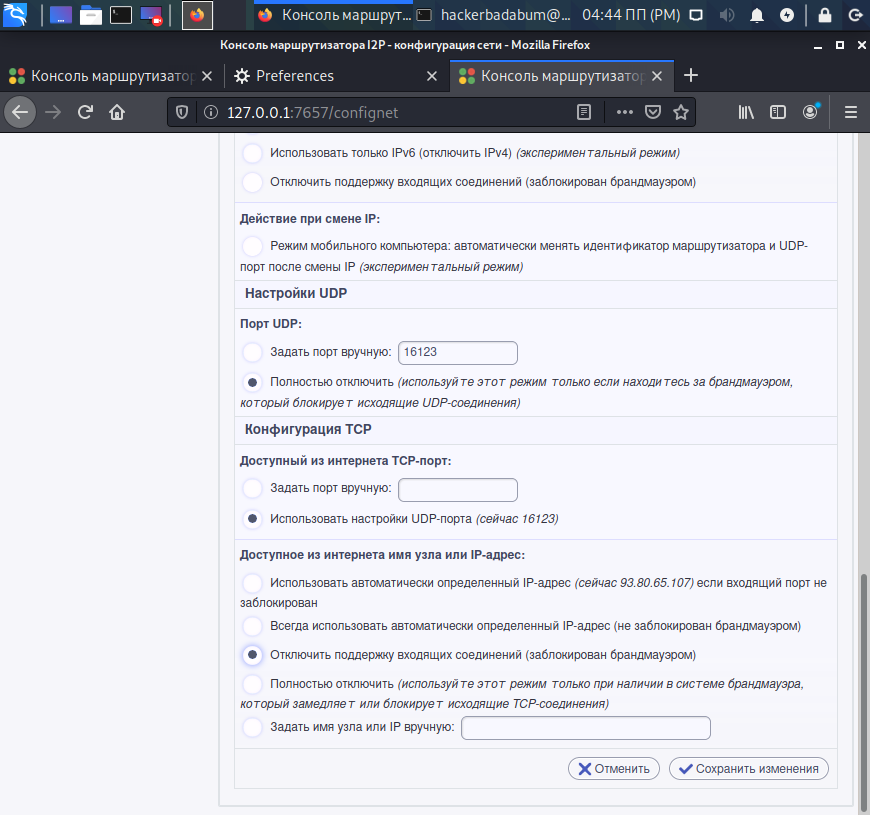 Консоль маршрут...
hackerbadabum@...
04:44 ПП (PM)
Консоль маршрутизатора I2P - конфигурация сети - Mozilla Firefox
Консоль маршрутизатор
Preferences
Консоль маршрутизатор
127.0.0.1:7657/confignet
Использовать только IPv6 (отключить IPv4) (экспериментальный режим)
Отключить поддержку входящих соединений (заблокирован брандмауэром)
Действие при смене IP:
Режим мобильного компьютера: автоматически менять идентификатор маршрутизатора и UDP-
порт после смены IP (экспериментальный режим)
Настройки UDP
Порт UDP:
Задать порт вручную: 16123
Полностью отключить (используйте этот режим только если находитесь за брандмауэром,
который блокирует исходящие UDP-соединения)
Конфигурация TCP
Доступный из интернета TCP-порт:
Задать порт вручную:
Использовать настройки UDP-порта (сейчас 16123)
Доступное из интернета имя узла или IP-адрес:
Использовать автоматически определенный IP-адрес (сейчас 93.80.65.107) если входящий порт не
заблокирован
Всегда использовать автоматически определенный IP-адрес (не заблокирован брандмауэром)
Отключить поддержку входящих соединений (заблокирован брандмауэром)
Полностью отключить (используйте этот режим только при наличии в системе брандмауэра,
который замедляет или блокирует исходящие TCP-соединения)
Задать имя узла или IP вручную:
Отменить
Сохранить изменения